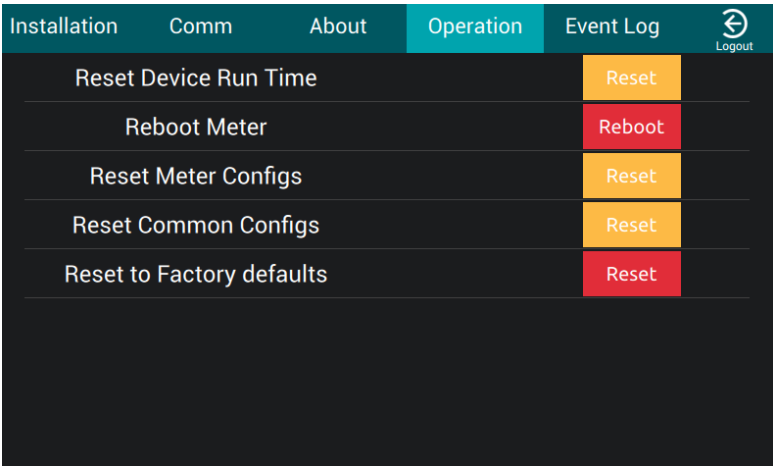 Installation Comm About Operation Event Log Logout
Reset Device Run Time Reset
Reboot Meter Reboot
Reset Meter Configs Reset
Reset Common Configs Reset
Reset to Factory defaults Reset